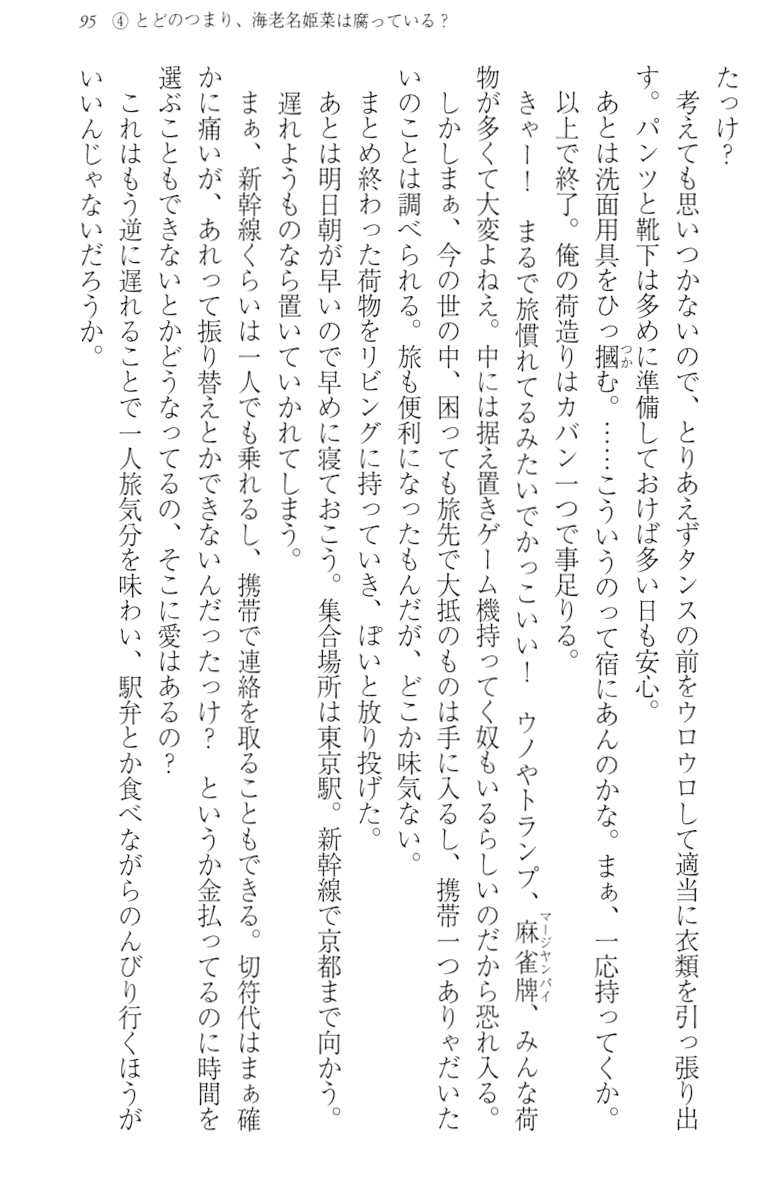 95 ④ とどのつまり、海老名姫菜は腐っている？
たっけ？
　考えても思いつかないので、とりあえずタンスの前をウロウロして適当に衣類を引っ張り出
す。パンツと靴下は多めに準備しておけば多い日も安心。
　あとは洗面用具をひっ摑む。……こういうのって宿にあんのかな。まぁ、一応持ってくか。
つか
　以上で終了。俺の荷造りはカバン一つで事足りる。
　きゃー！　まるで旅慣れてるみたいでかっこいい！　ウノやトランプ、麻雀牌、みんな荷
マージヤンパイ
物が多くて大変よねえ。中には据え置きゲーム機持ってく奴もいるらしいのだから恐れ入る。
　しかしまぁ、今の世の中、困っても旅先で大抵のものは手に入るし、携帯一つありゃだいた
いのことは調べられる。旅も便利になったもんだが、どこか味気ない。
　まとめ終わった荷物をリビングに持っていき、ぽいと放り投げた。
　あとは明日朝が早いので早めに寝ておこう。集合場所は東京駅。新幹線で京都まで向かう。
遅れようものなら置いていかれてしまう。
　まぁ、新幹線くらいは一人でも乗れるし、携帯で連絡を取ることもできる。切符代はまぁ確
かに痛いが、あれって振り替えとかできないんだったっけ？　というか金払ってるのに時間を
選ぶこともできないとかどうなってるの、そこに愛はあるの？
　これはもう逆に遅れることで一人旅気分を味わい、駅弁とか食べながらのんびり行くほうが
いいんじゃないだろうか。